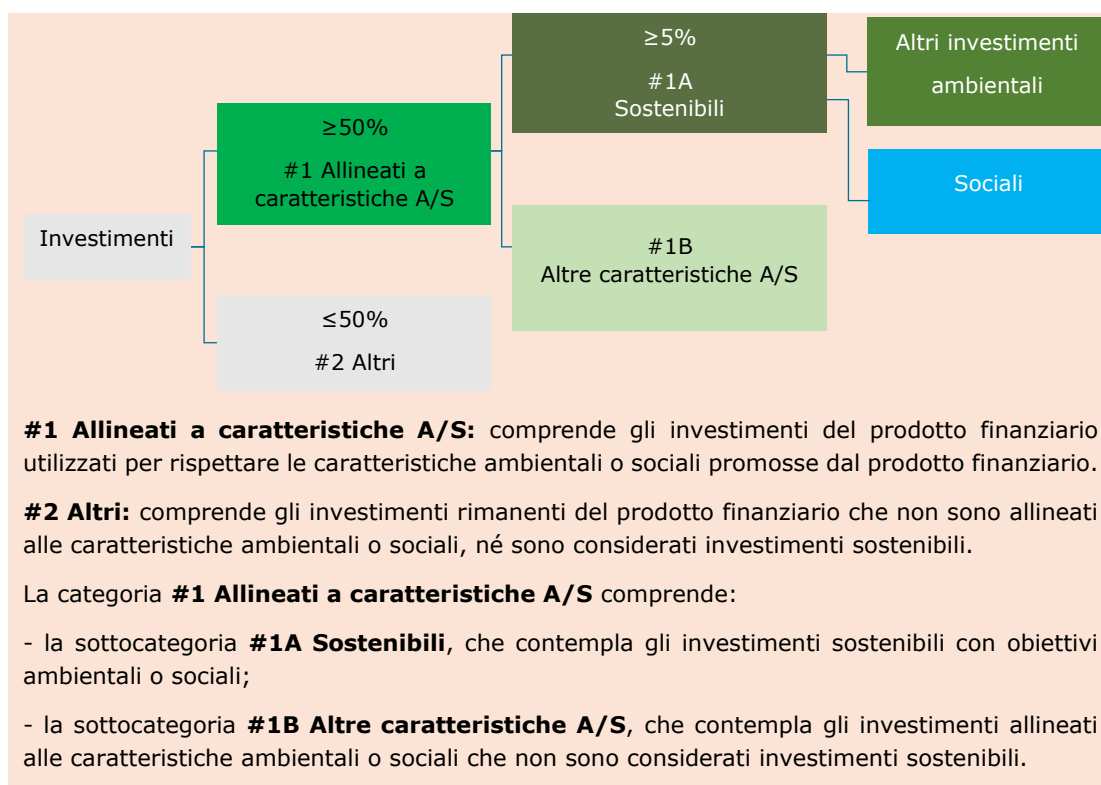 Investimenti
≥50%
#1 Allineati a
caratteristiche A/S
≤50%
#2 Altri
≥5%
#1A
Sostenibili
#1B
Altre caratteristiche A/S
Altri investimenti
ambientali
Sociali
#1 Allineati a caratteristiche A/S: comprende gli investimenti del prodotto finanziario
utilizzati per rispettare le caratteristiche ambientali o sociali promosse dal prodotto finanziario.
#2 Altri: comprende gli investimenti rimanenti del prodotto finanziario che non sono allineati
alle caratteristiche ambientali o sociali, né sono considerati investimenti sostenibili.
La categoria #1 Allineati a caratteristiche A/S comprende:
- la sottocategoria #1A Sostenibili, che contempla gli investimenti sostenibili con obiettivi
ambientali o sociali;
- la sottocategoria #1B Altre caratteristiche A/S, che contempla gli investimenti allineati
alle caratteristiche ambientali o sociali che non sono considerati investimenti sostenibili.